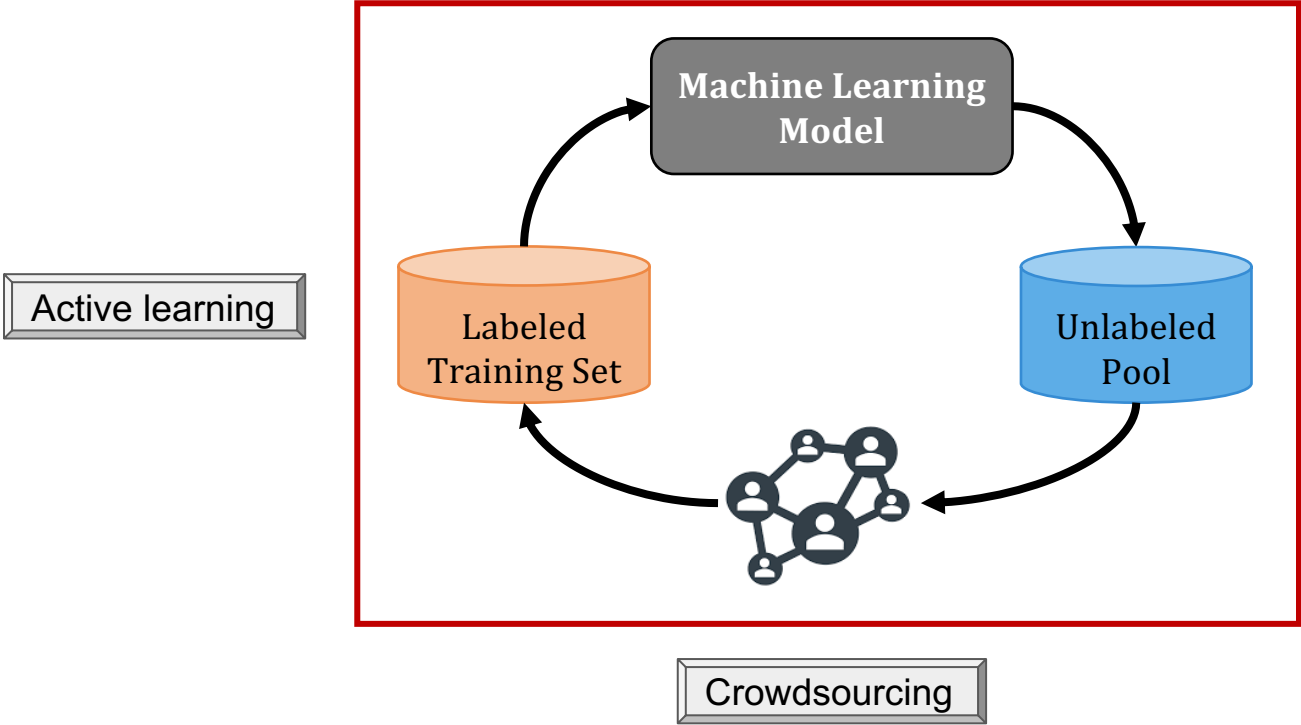 Machine Learning
Model
Active learning
Labeled
Training Set
Unlabeled
Pool
Crowdsourcing